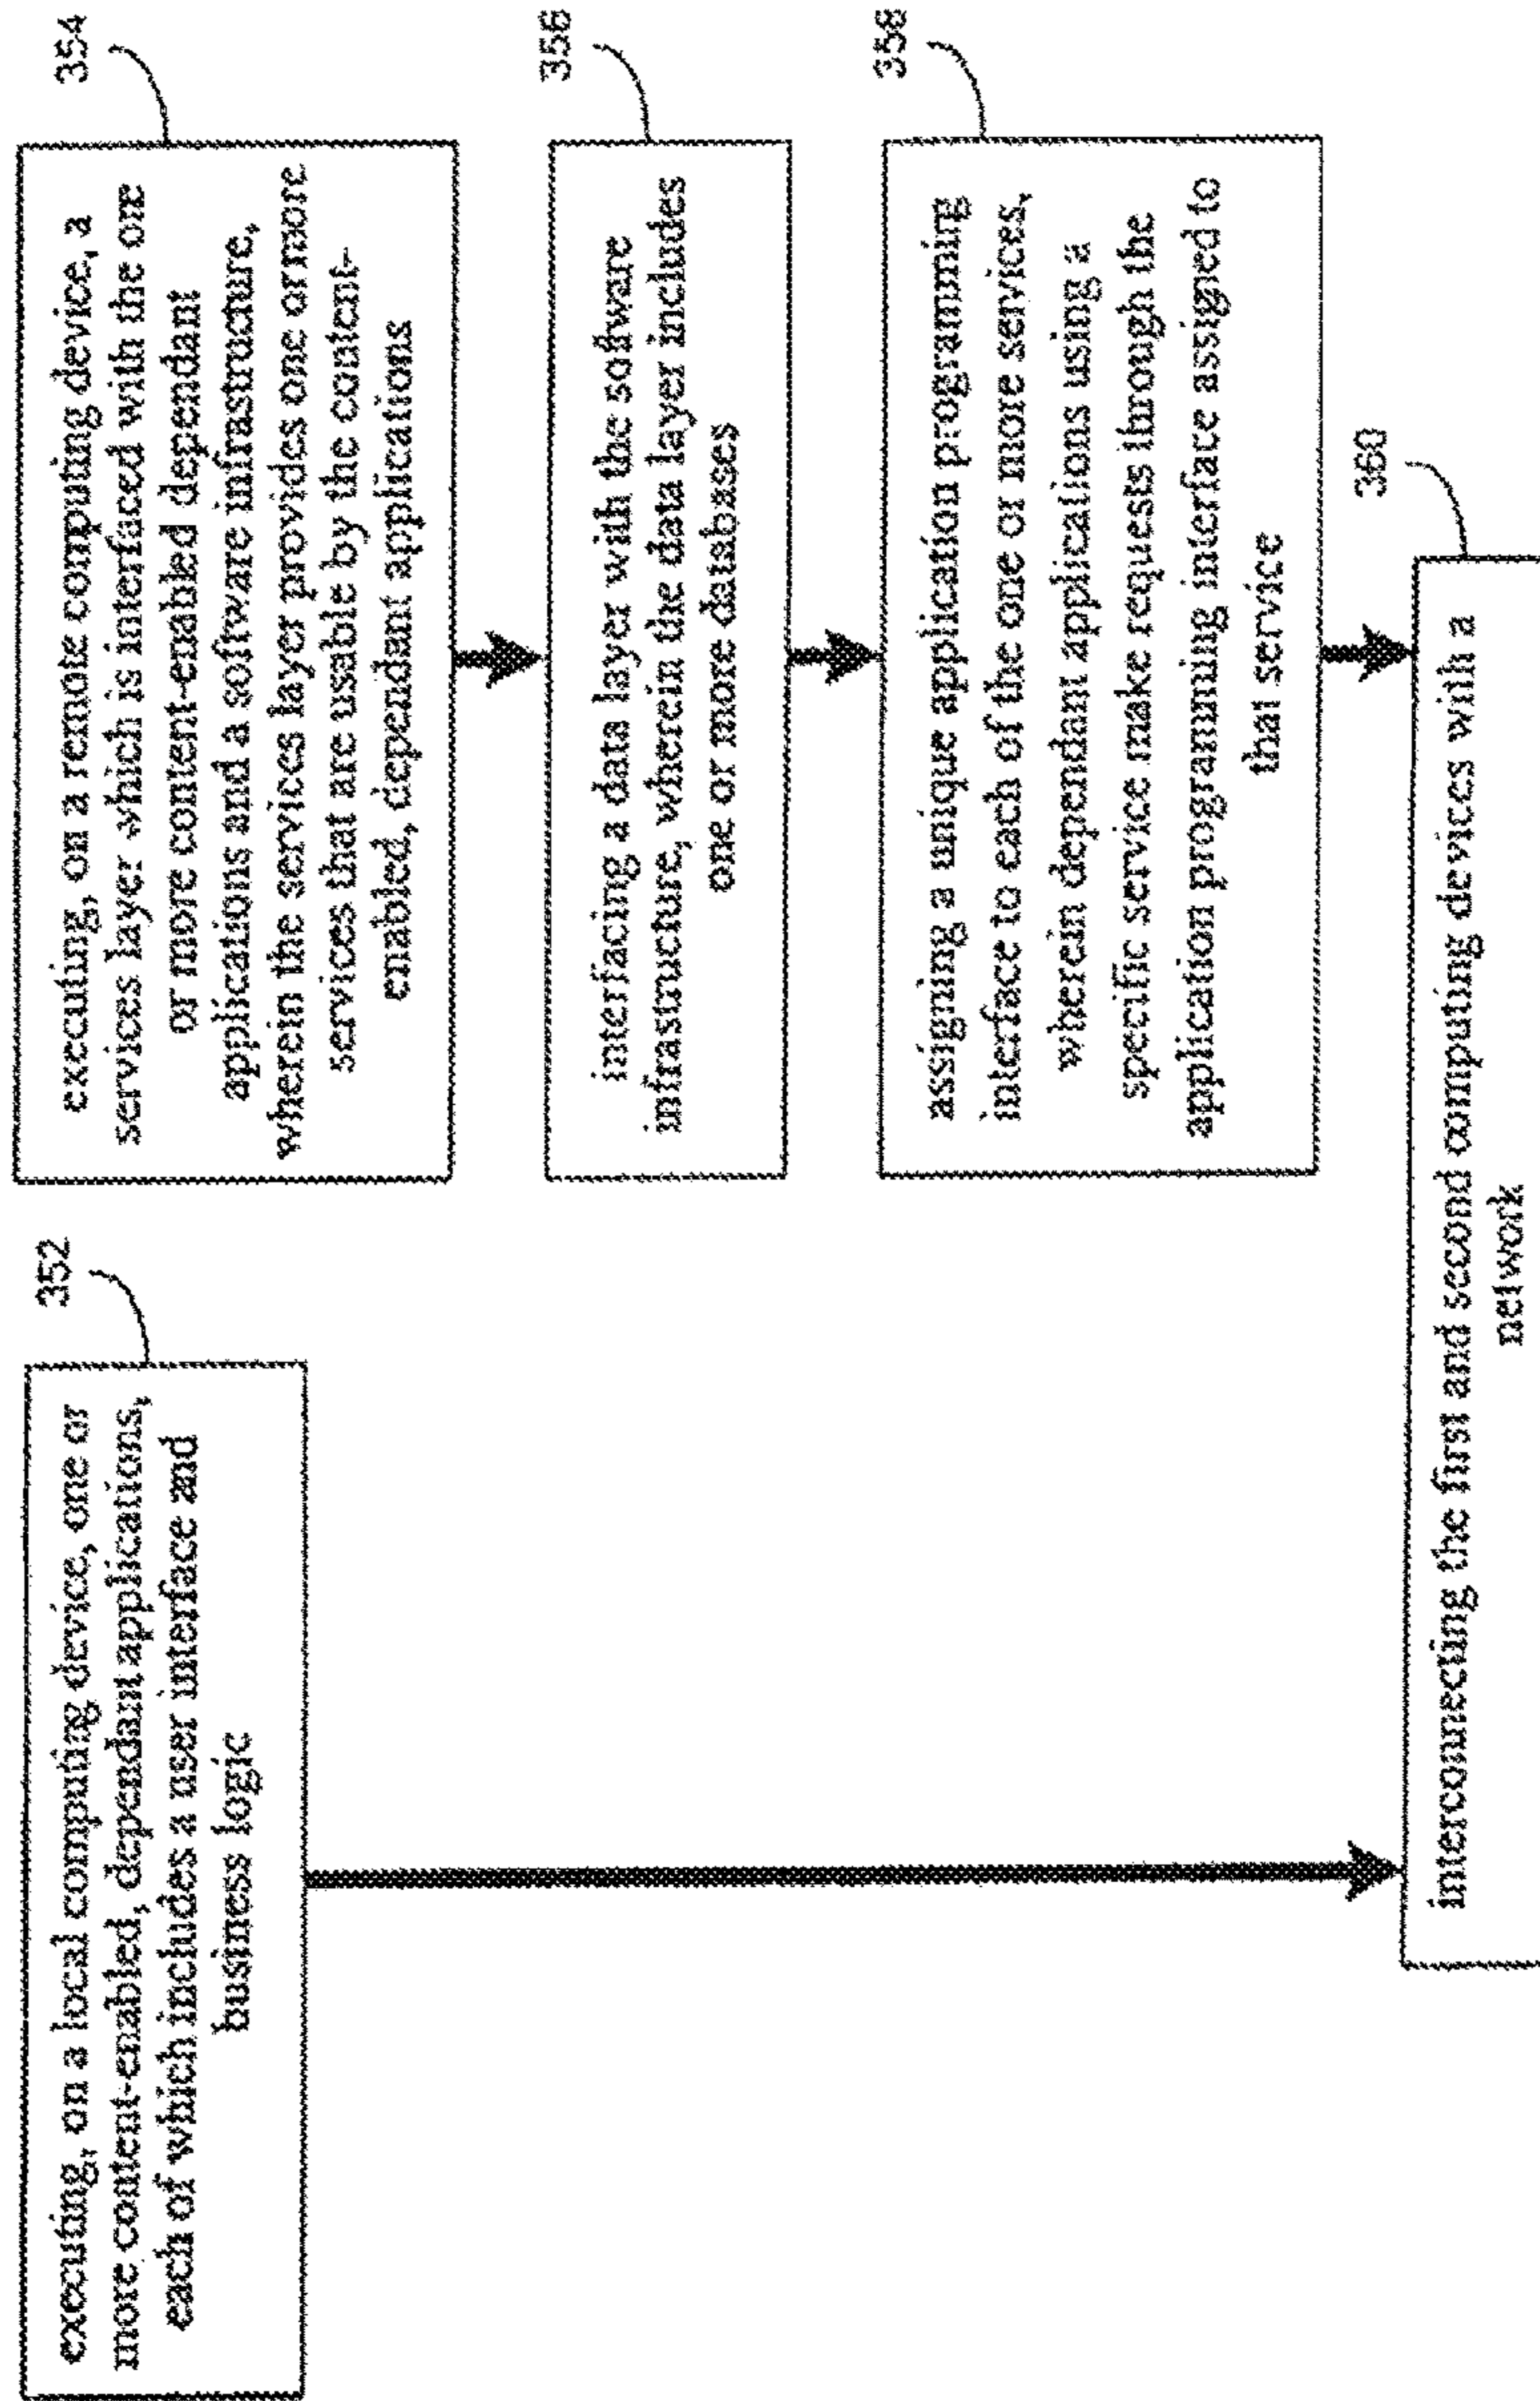 352
executing, on a local computing device, one or
more content-enabled, dependant applications,
each of which includes a user interface and
business logic
354
executing, on a remote computing device, a
services layer which is interfaced with the one
or more content-enabled dependant
applications and a software infrastructure,
wherein the services layer provides one or more
services that are usable by the content-
enabled, dependant applications
356
interfacing a data layer with the software
infrastructure, wherein the data layer includes
one or more databases
358
assigning a unique application programming
interface to each of the one or more services,
wherein dependant applications using a
specific service make requests through the
application programming interface assigned to
that service
360
interconnecting the first and second computing devices with a
network